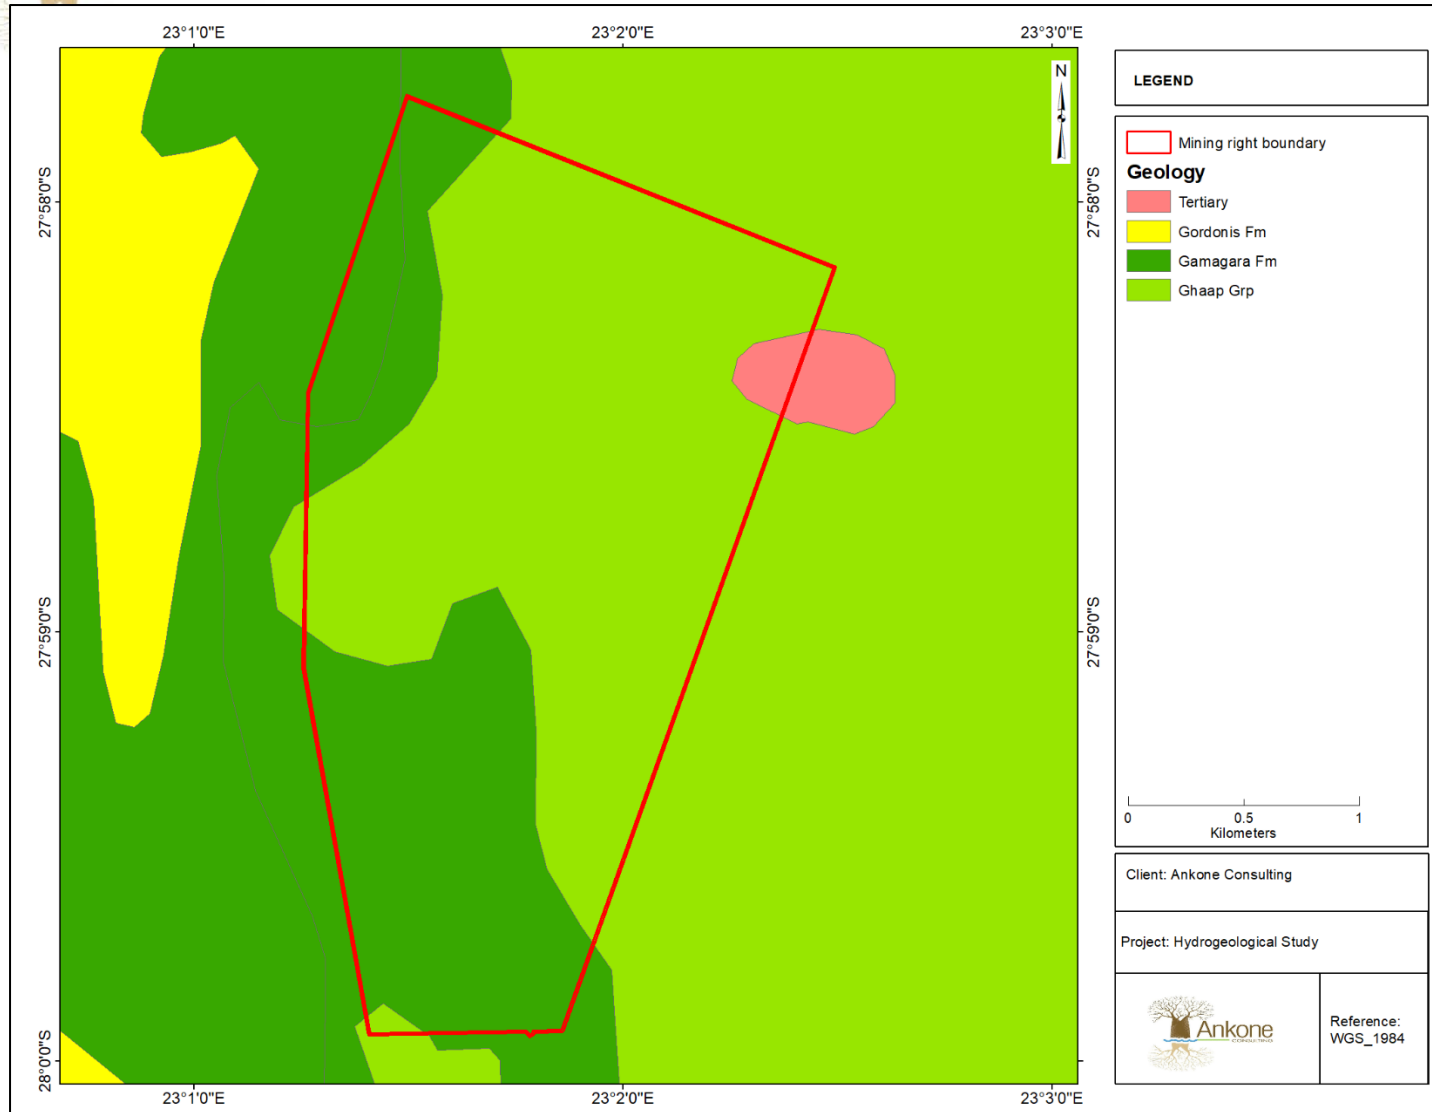 23°1'0"E
23°2'0"E
23°3'0"E
N
27°58'0"S
27°58'0"S
27°59'0"S
27°59'0"S
28°0'0"S
23°1'0"E
23°2'0"E
23°3'0"E
LEGEND
Mining right boundary
Geology
Tertiary
Gordonis Fm
Gamagara Fm
Ghaap Grp
0 0.5 1
Kilometers
Client: Ankone Consulting
Project: Hydrogeological Study
Ankone
CONSULTING
Reference:
WGS_1984